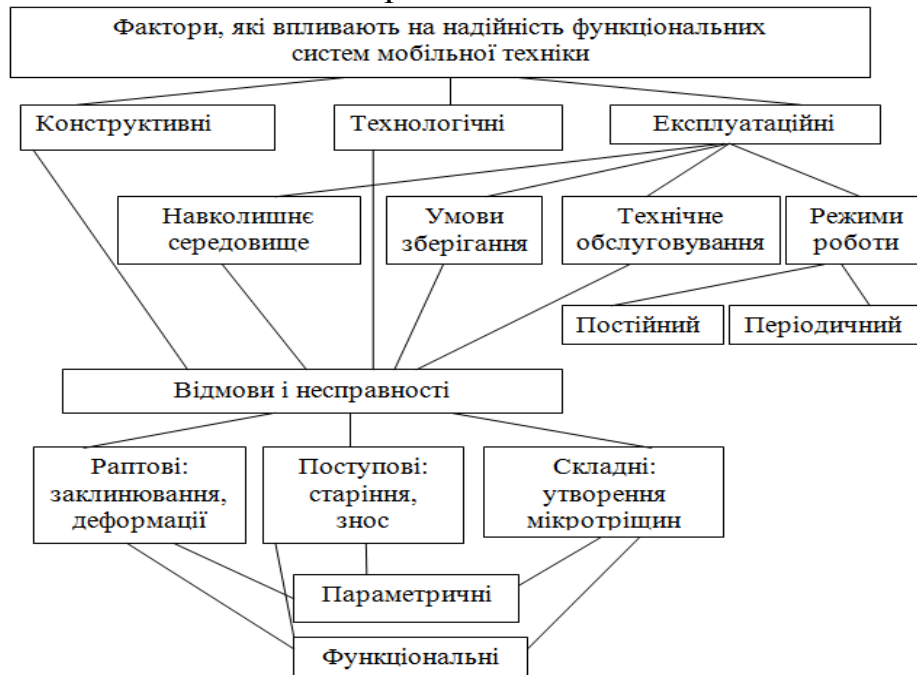 Фактори, які впливають на надійність функціональних
систем мобільної техніки
Конструктивні
Технологічні
Експлуатаційні
Навколишнє
середовище
Умови
зберігання
Технічне
обслуговування
Режими
роботи
Постійний
Періодичний
Відмови і несправності
Раптові:
заклинювання,
деформації
Поступові:
старіння,
знос
Складні:
утворення
мікротріщин
Параметричні
Функціональні